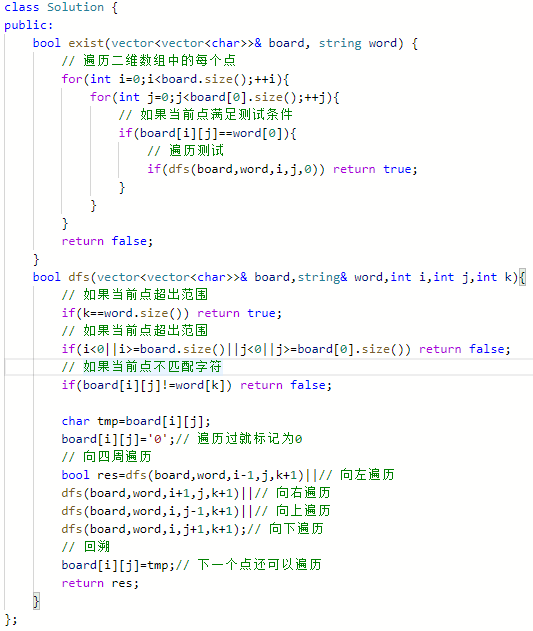 class Solution {
public:
    bool exist(vector<vector<char>>& board, string word) {
        // 遍历二维数组中的每个点
        for(int i=0;i<board.size();++i){
            for(int j=0;j<board[0].size();++j){
                // 如果当前点满足测试条件
                if(board[i][j]==word[0]){
                    // 遍历测试
                    if(dfs(board,word,i,j,0)) return true;
                }
            }
        }
        return false;
    }
    bool dfs(vector<vector<char>>& board,string& word,int i,int j,int k){
        // 如果当前点超出范围
        if(k==word.size()) return true;
        // 如果当前点超出范围
        if(i<0||i>=board.size()||j<0||j>=board[0].size()) return false;
        // 如果当前点不匹配字符
        if(board[i][j]!=word[k]) return false;

        char tmp=board[i][j];
        board[i][j]='0';// 遍历过就标记为0
        // 向四周遍历
        bool res=dfs(board,word,i-1,j,k+1)||// 向左遍历
        dfs(board,word,i+1,j,k+1)||// 向右遍历
        dfs(board,word,i,j-1,k+1)||// 向上遍历
        dfs(board,word,i,j+1,k+1);// 向下遍历
        // 回溯
        board[i][j]=tmp;// 下一个点还可以遍历
        return res;
    }
};